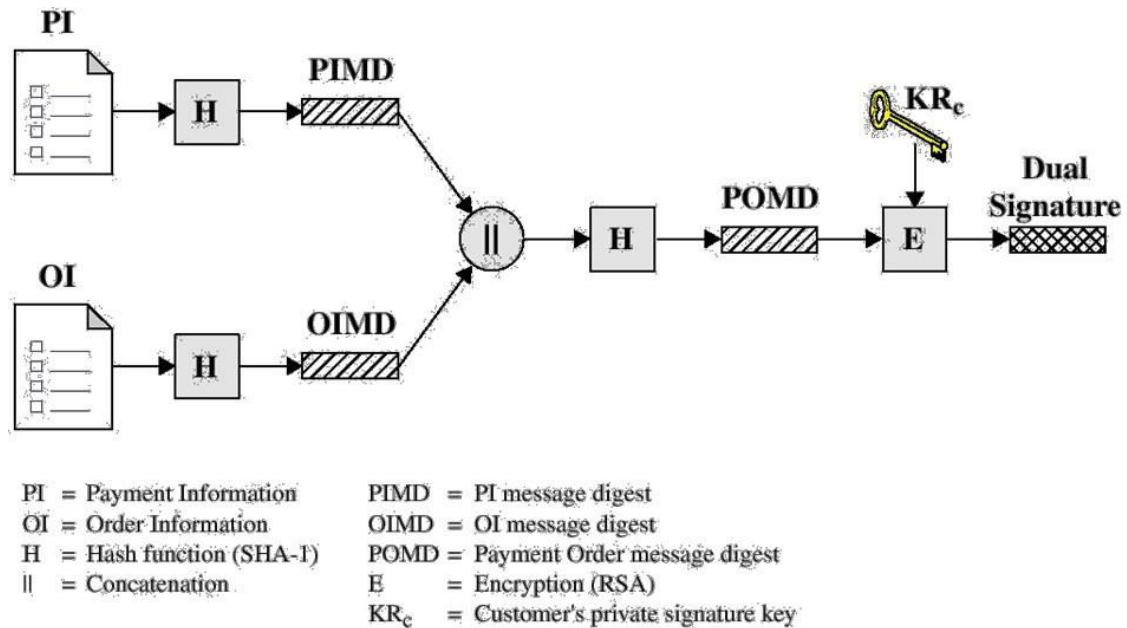 PI
PIMD
H
KRc
Dual
Signature
POMD
||
H
E
OI
OIMD
H
PI = Payment Information
OI = Order Information
H = Hash function (SHA-1)
|| = Concatenation
PIMD = PI message digest
OIMD = OI message digest
POMD = Payment Order message digest
E = Encryption (RSA)
KRc = Customer's private signature key